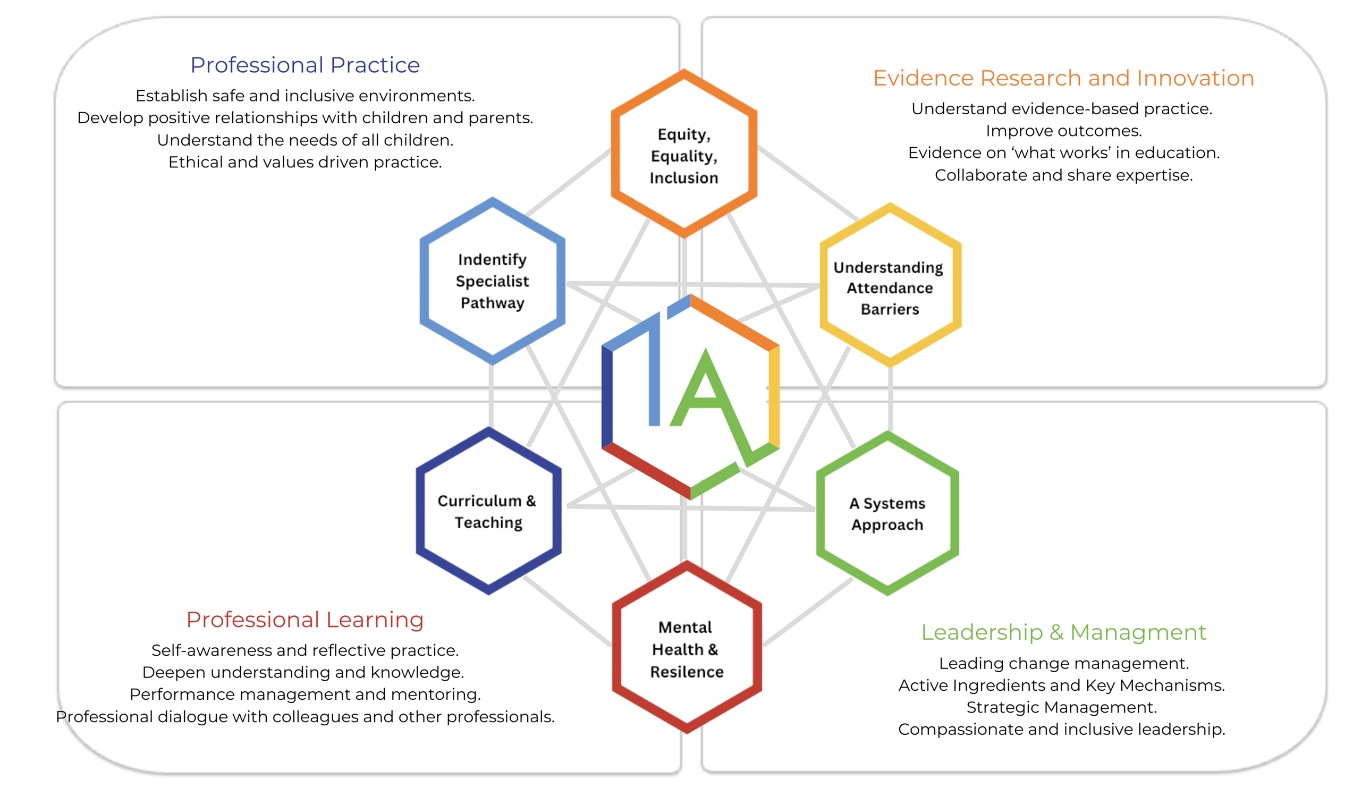 Professional Practice
Establish safe and inclusive environments.
Develop positive relationships with children and parents.
Understand the needs of all children.
Ethical and values driven practice.
Evidence Research and Innovation
Understand evidence-based practice.
Improve outcomes.
Evidence on ‘what works’ in education.
Collaborate and share expertise.
Equity,
Equality,
Inclusion
Indentify
Specialist
Pathway
Understanding
Attendance
Barriers
1A
Curriculum &
Teaching
A Systems
Approach
Mental
Health &
Resilence
Professional Learning
Self-awareness and reflective practice.
Deepen understanding and knowledge.
Performance management and mentoring.
Professional dialogue with colleagues and other professionals.
Leadership & Managment
Leading change management.
Active Ingredients and Key Mechanisms.
Strategic Management.
Compassionate and inclusive leadership.